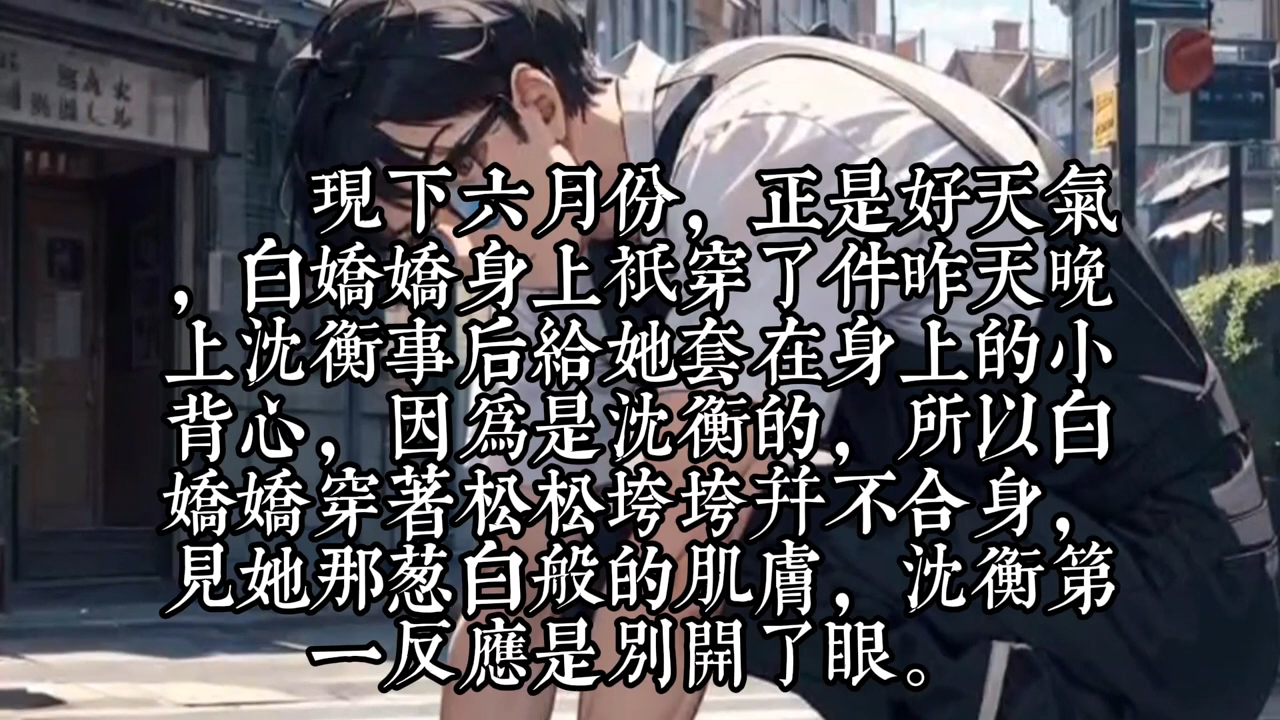 現下六月份，正是好天氣
，白嬌嬌身上衹穿了件昨天晚
上沈衡事后給她套在身上的小
背心，因爲是沈衡的，所以白
嬌嬌穿著松松垮垮并不合身，
見她那葱白般的肌膚，沈衡第
一反應是別開了眼。